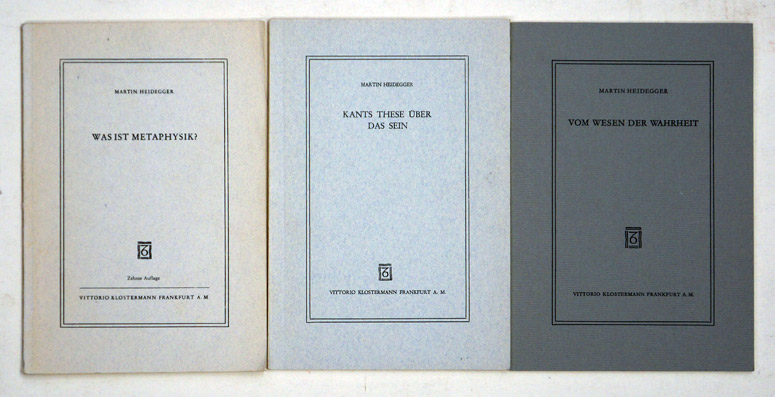 MARTIN HEIDEGGER
WAS IST METAPHYSIK?
Zehnte Auflage
VITTORIO KLOSTERMANN FRANKFURT A. M
MARTIN HEIDEGGER
KANTS THESE ÜBER
DAS SEIN
VITTORIO KLOSTERMANN FRANKFURT A. M.
MARTIN HEIDEGGER
VOM WESEN DER WAHRHEIT
VITTORIO KLOSTERMANN FRANKFURT A. M.